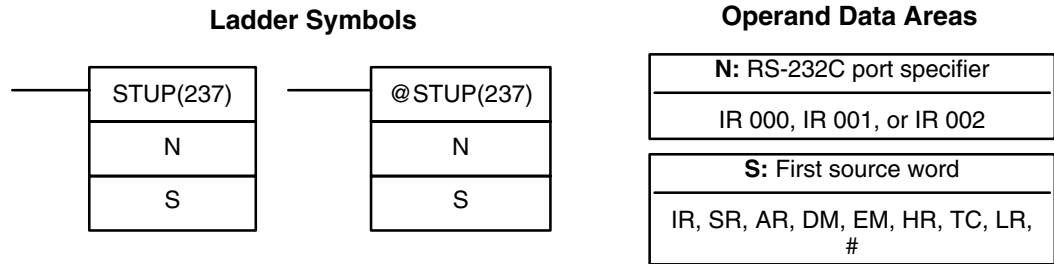 Ladder Symbols
STUP(237)
N
S
@STUP(237)
N
S
Operand Data Areas
N: RS-232C port specifier
IR 000, IR 001, or IR 002
S: First source word
IR, SR, AR, DM, EM, HR, TC, LR,
#